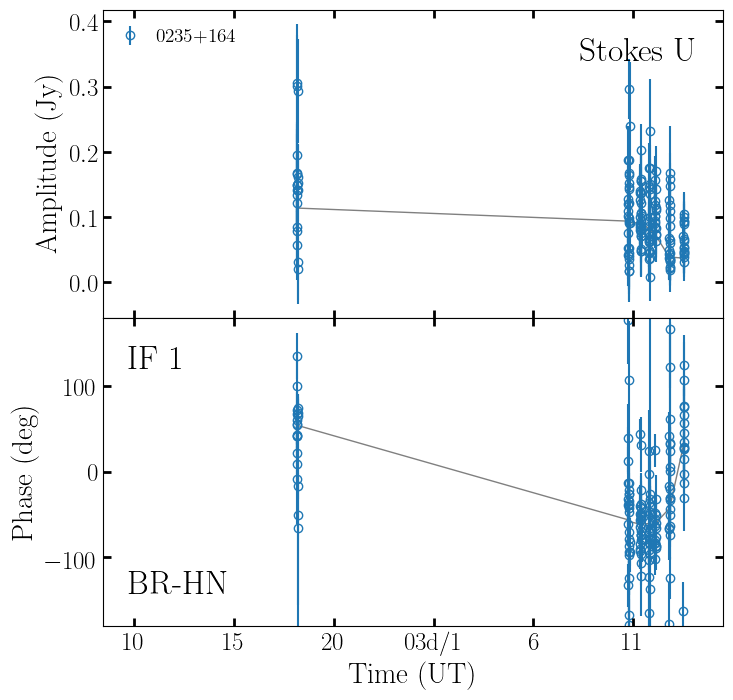 0235+164
Stokes U
0.4
0.3
0.2
0.1
0.0
Amplitude (Jy)
IF 1
100
0
−100
Phase (deg)
BR-HN
10 15 20 03d/1 6 11
Time (UT)